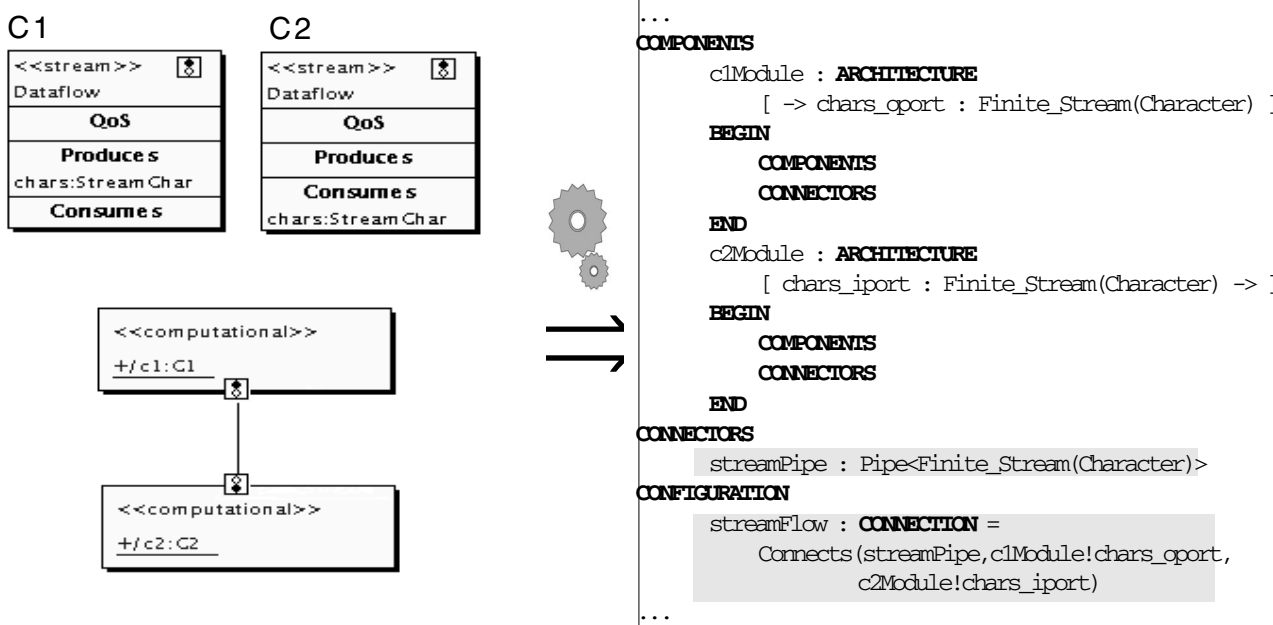 C1
<<stream>>
Dataflow
QoS
Produces
chars:StreamChar
Consumes
C2
<<stream>>
Dataflow
QoS
Produces
Consumes
chars:StreamChar
<<computational>>
+/c1:C1
<<computational>>
+/c2:C2
...
COMPONENTS
c1Module : ARCHITECTURE
[ -> chars_oport : Finite_Stream(Character) ]
BEGIN
COMPONENTS
CONNECTORS
END
c2Module : ARCHITECTURE
[ chars_iport : Finite_Stream(Character) -> ]
BEGIN
COMPONENTS
CONNECTORS
END
CONNECTORS
streamPipe : Pipe<Finite_Stream(Character)>
CONFIGURATION
streamFlow : CONNECTION =
Connects(streamPipe,c1Module!chars_oport,
c2Module!chars_iport)
...